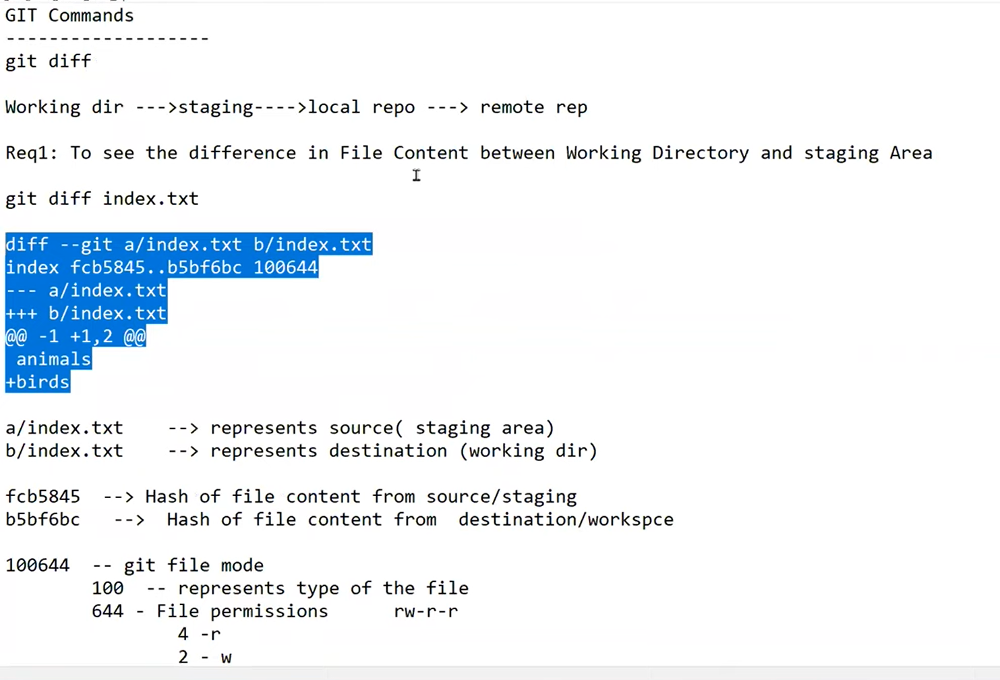 GIT Commands
-------------------
git diff
Working dir --->staging---->local repo ---> remote rep
Req1: To see the difference in File Content between Working Directory and staging Area
git diff index.txt
diff --git a/index.txt b/index.txt
index fcb5845..b5bf6bc 100644
--- a/index.txt
+++ b/index.txt
@@ -1 +1,2 @@
 animals
+birds
a/index.txt    --> represents source( staging area)
b/index.txt    --> represents destination (working dir)
fcb5845  --> Hash of file content from source/staging
b5bf6bc   -->  Hash of file content from  destination/workspce
100644  -- git file mode
        100  -- represents type of the file
        644 - File permissions      rw-r-r
                4 -r
                2 - w